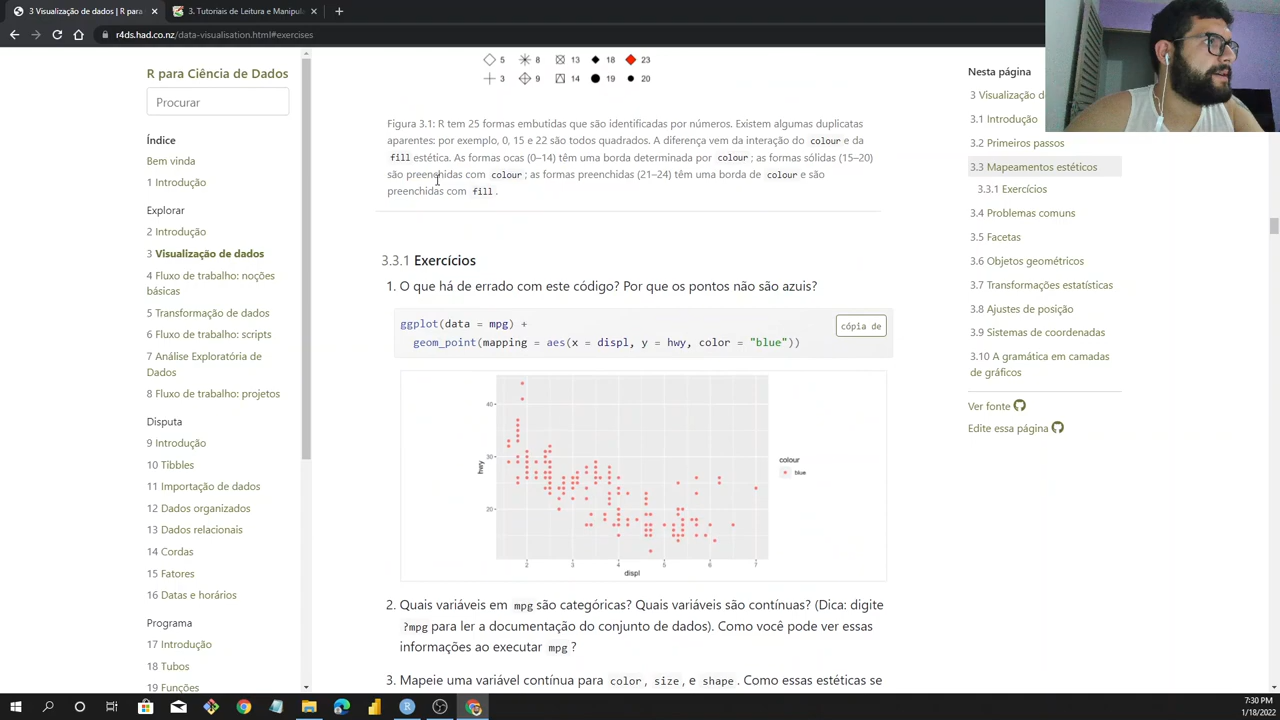 3 Visualização de dados | R par
3. Tutoriais de Leitura e Manipul
r4ds.had.co.nz/data-visualisation.html#exercises
R para Ciência de Dados
Procurar
Índice
Bem vinda
1 Introdução
Explorar
2 Introdução
3 Visualização de dados
4 Fluxo de trabalho: noções
básicas
5 Transformação de dados
6 Fluxo de trabalho: scripts
7 Análise Exploratória de
Dados
8 Fluxo de trabalho: projetos
Disputa
9 Introdução
10 Tibbles
11 Importação de dados
12 Dados organizados
13 Dados relacionais
14 Cordas
15 Fatores
16 Datas e horários
Programa
17 Introdução
18 Tubos
19 Funções
5 8 13 18 23
3 9 14 19 20
Figura 3.1: R tem 25 formas embutidas que são identificadas por números. Existem algumas duplicatas
aparentes: por exemplo, 0, 15 e 22 são todos quadrados. A diferença vem da interação do colour e da
fill estética. As formas ocas (0–14) têm uma borda determinada por colour; as formas sólidas (15–20)
são preenchidas com colour; as formas preenchidas (21–24) têm uma borda de colour e são
preenchidas com fill.
3.3.1 Exercícios
1. O que há de errado com este código? Por que os pontos não são azuis?
ggplot(data = mpg) +
geom_point(mapping = aes(x = displ, y = hwy, color = "blue"))
cópia de
40
30
20
hwy
2 3 4 5 6 7
displ
colour
blue
2. Quais variáveis em mpg são categóricas? Quais variáveis são contínuas? (Dica: digite
?mpg para ler a documentação do conjunto de dados). Como você pode ver essas
informações ao executar mpg?
3. Mapeie uma variável contínua para color, size, e shape. Como essas estéticas se
Nesta página
3 Visualização d
3.1 Introdução
3.2 Primeiros passos
3.3 Mapeamentos estéticos
3.3.1 Exercícios
3.4 Problemas comuns
3.5 Facetas
3.6 Objetos geométricos
3.7 Transformações estatísticas
3.8 Ajustes de posição
3.9 Sistemas de coordenadas
3.10 A gramática em camadas
de gráficos
Ver fonte
Edite essa página
7:30 PM
1/18/2022